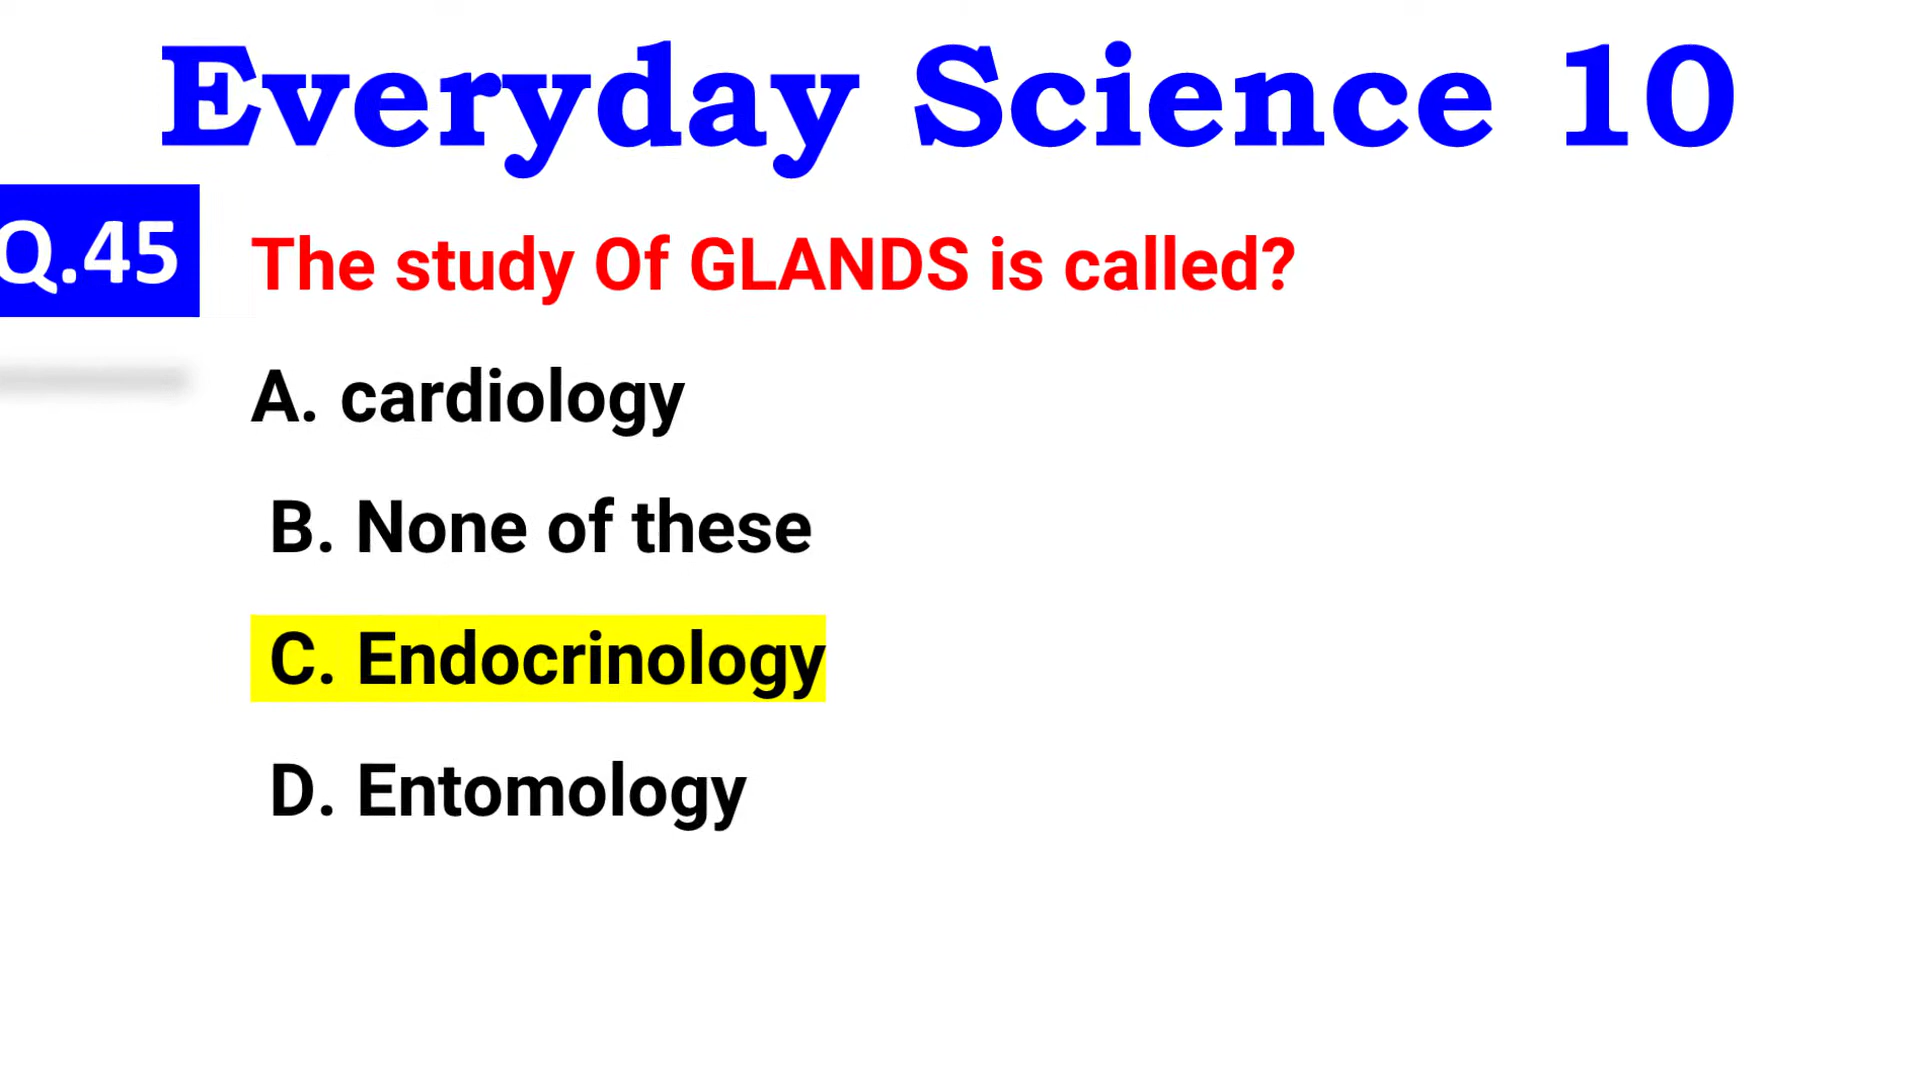 Everyday Science 10
Q.45
The study Of GLANDS is called?
A. cardiology
B. None of these
C. Endocrinology
D. Entomology